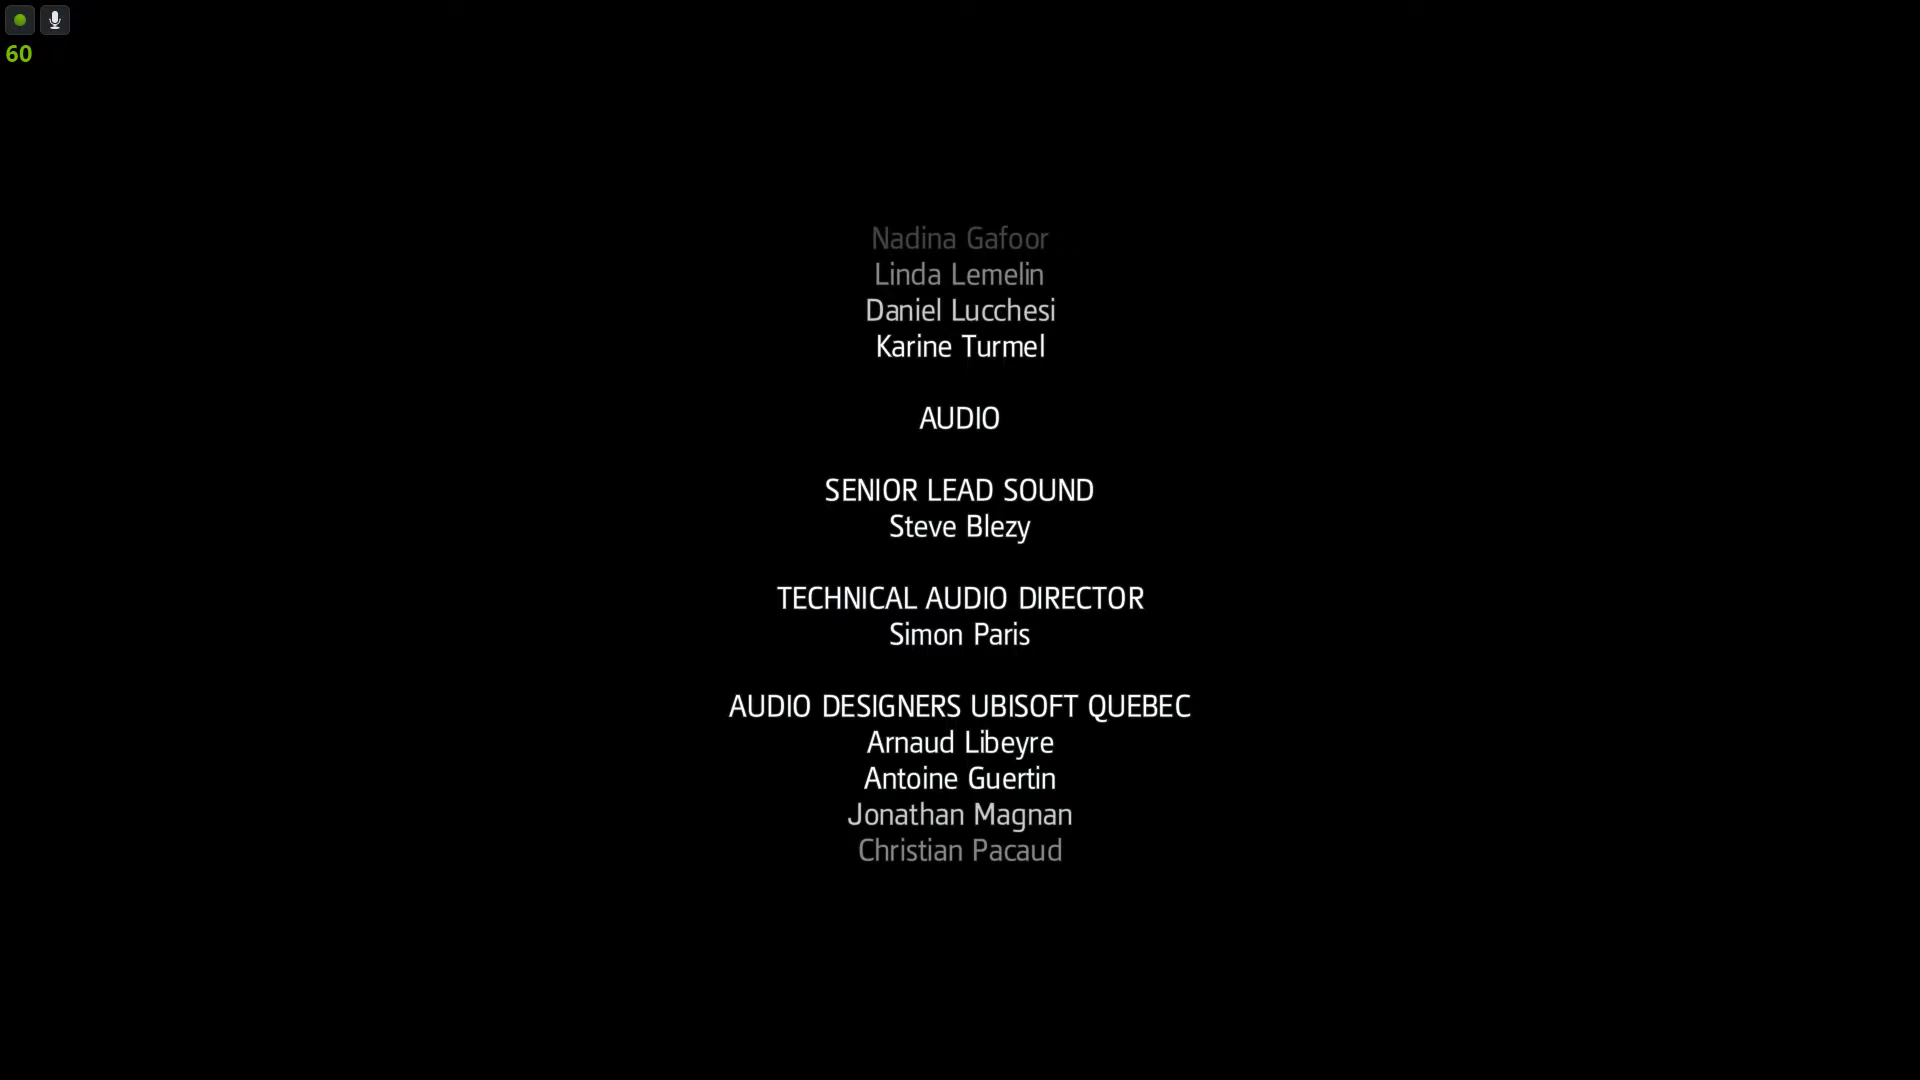 60
Nadina Gafoor
Linda Lemelin
Daniel Lucchesi
Karine Turmel
AUDIO
SENIOR LEAD SOUND
Steve Blezy
TECHNICAL AUDIO DIRECTOR
Simon Paris
AUDIO DESIGNERS UBISOFT QUEBEC
Arnaud Libeyre
Antoine Guertin
Jonathan Magnan
Christian Pacaud